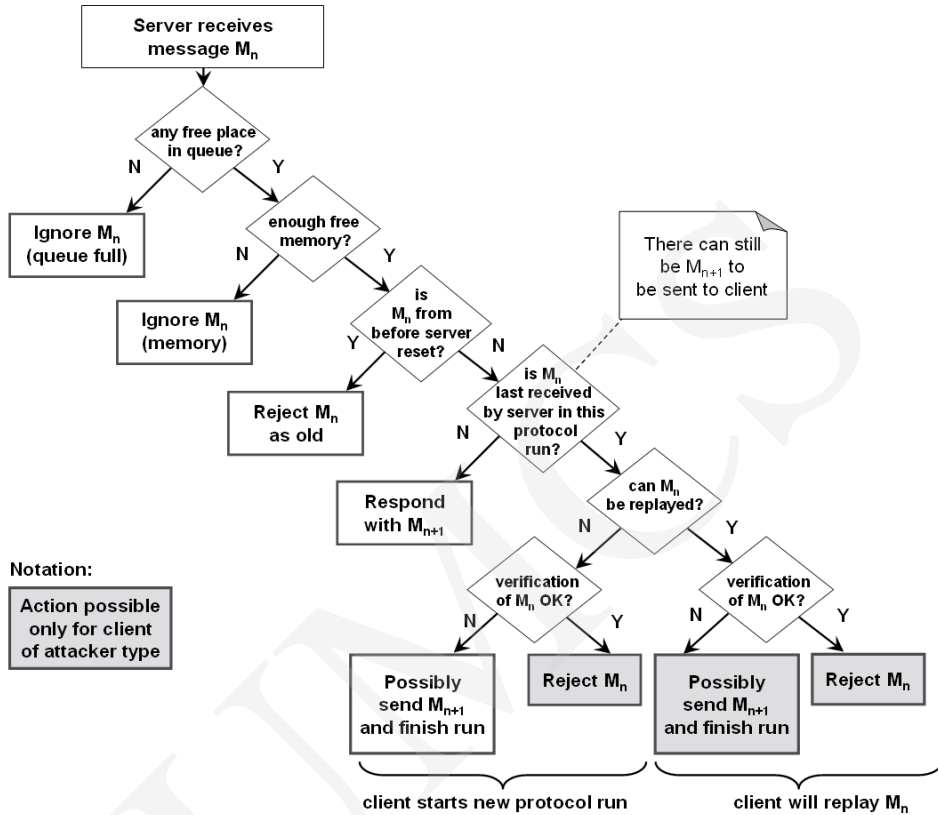 Server receives
message Mn
any free place
in queue?
N
Y
Ignore Mn
(queue full)
enough free
memory?
N
Y
There can still
be Mn+1 to
be sent to client
Ignore Mn
(memory)
is
Mn from
before server
reset?
Y
N
Reject Mn
as old
is Mn
last received
by server in this
protocol
run?
N
Y
Respond
with Mn+1
can Mn
be replayed?
N
Y
Notation:
Action possible
only for client
of attacker type
verification
of Mn OK?
N
Y
verification
of Mn OK?
N
Y
Possibly
send Mn+1
and finish run
Reject Mn
Possibly
send Mn+1
and finish run
Reject Mn
client starts new protocol run
client will replay Mn
UMCS